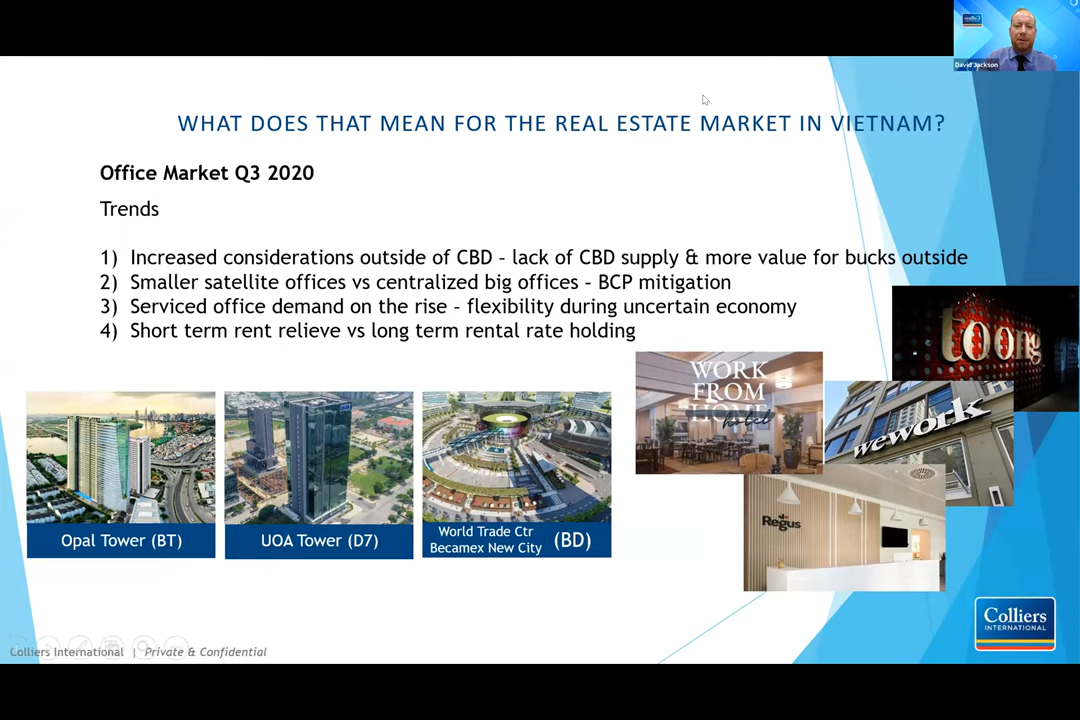 David Jackson
WHAT DOES THAT MEAN FOR THE REAL ESTATE MARKET IN VIETNAM?
Office Market Q3 2020
Trends
1) Increased considerations outside of CBD – lack of CBD supply & more value for bucks outside
2) Smaller satellite offices vs centralized big offices – BCP mitigation
3) Serviced office demand on the rise – flexibility during uncertain economy
4) Short term rent relieve vs long term rental rate holding
toong
WORK
FROM
HOME
hotel
wework
Regus
Opal Tower (BT)
UOA Tower (D7)
World Trade Ctr
Becamex New City (BD)
Colliers
INTERNATIONAL
Colliers International | Private & Confidential